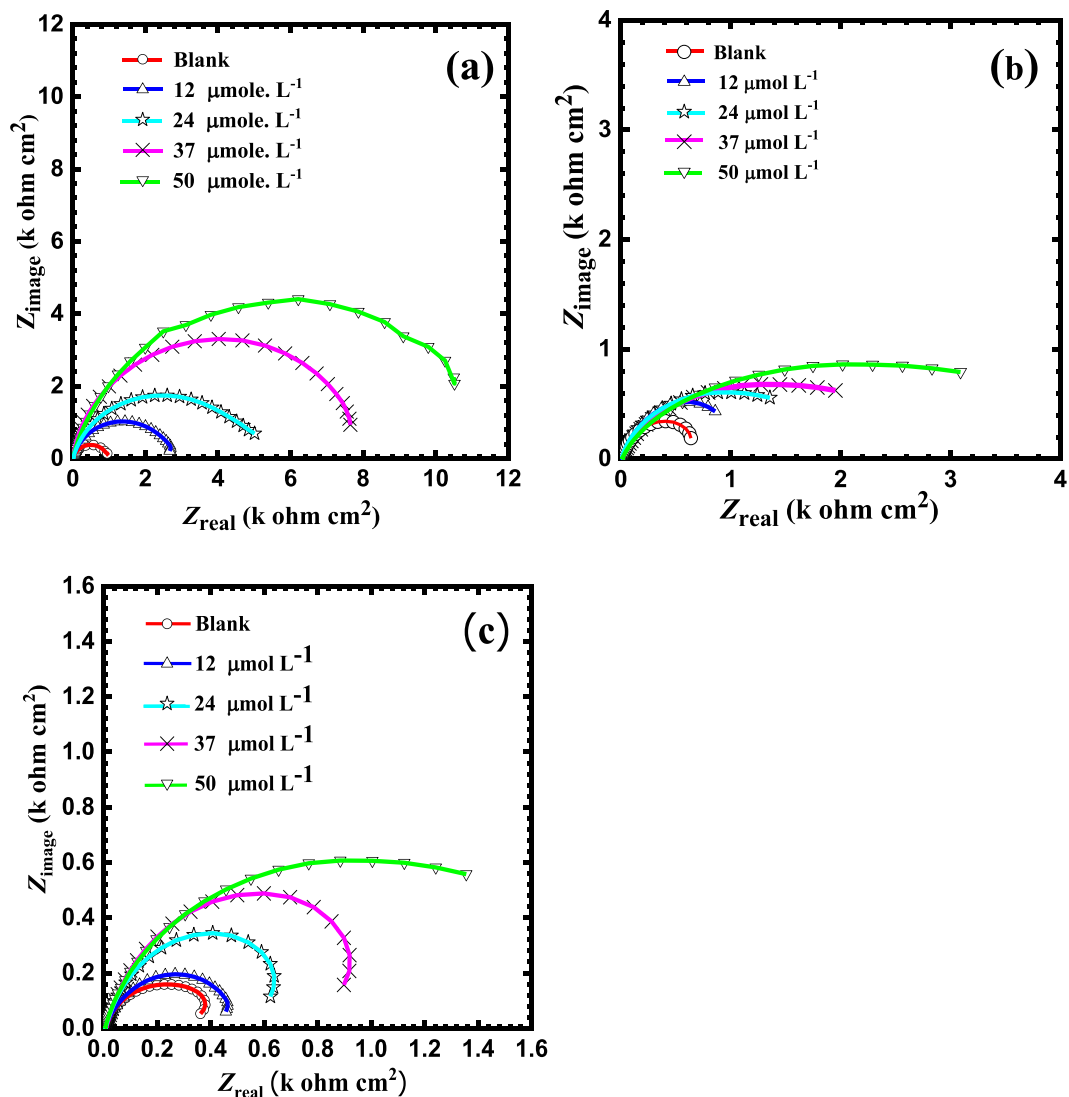 (a)
Blank
12 μmole. L-1
24 μmole. L-1
37 μmole. L-1
50 μmole. L-1
12
10
8
6
4
2
0
0 2 4 6 8 10 12
Zimage (k ohm cm2)
Zreal (k ohm cm2)
(b)
Blank
12 μmol L-1
24 μmol L-1
37 μmol L-1
50 μmol L-1
4
3
2
1
0
0 1 2 3 4
Zimage (k ohm cm2)
Zreal (k ohm cm2)
(c)
Blank
12 μmol L-1
24 μmol L-1
37 μmol L-1
50 μmol L-1
1.6
1.4
1.2
1.0
0.8
0.6
0.4
0.2
0.0
0.0 0.2 0.4 0.6 0.8 1.0 1.2 1.4 1.6
Zimage (k ohm cm2)
Zreal (k ohm cm2)